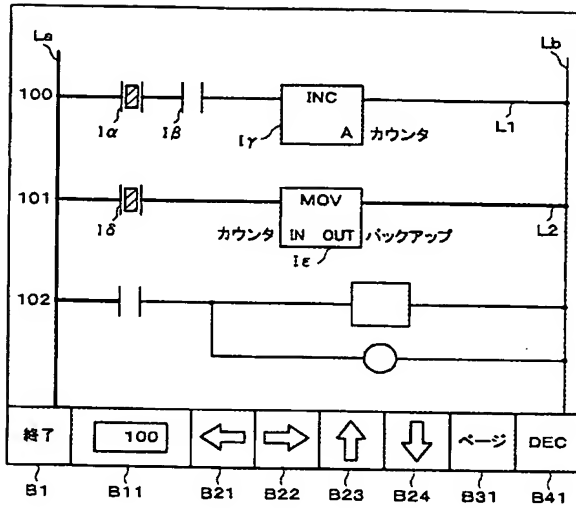 La
Lb
100
Iα
Iβ
INC
A
カウンタ
Iγ
L1
101
Iδ
MOV
カウンタ
IN OUT
バックアップ
Iε
L2
102
終了
100
ページ
DEC
B1
B11
B21
B22
B23
B24
B31
B41